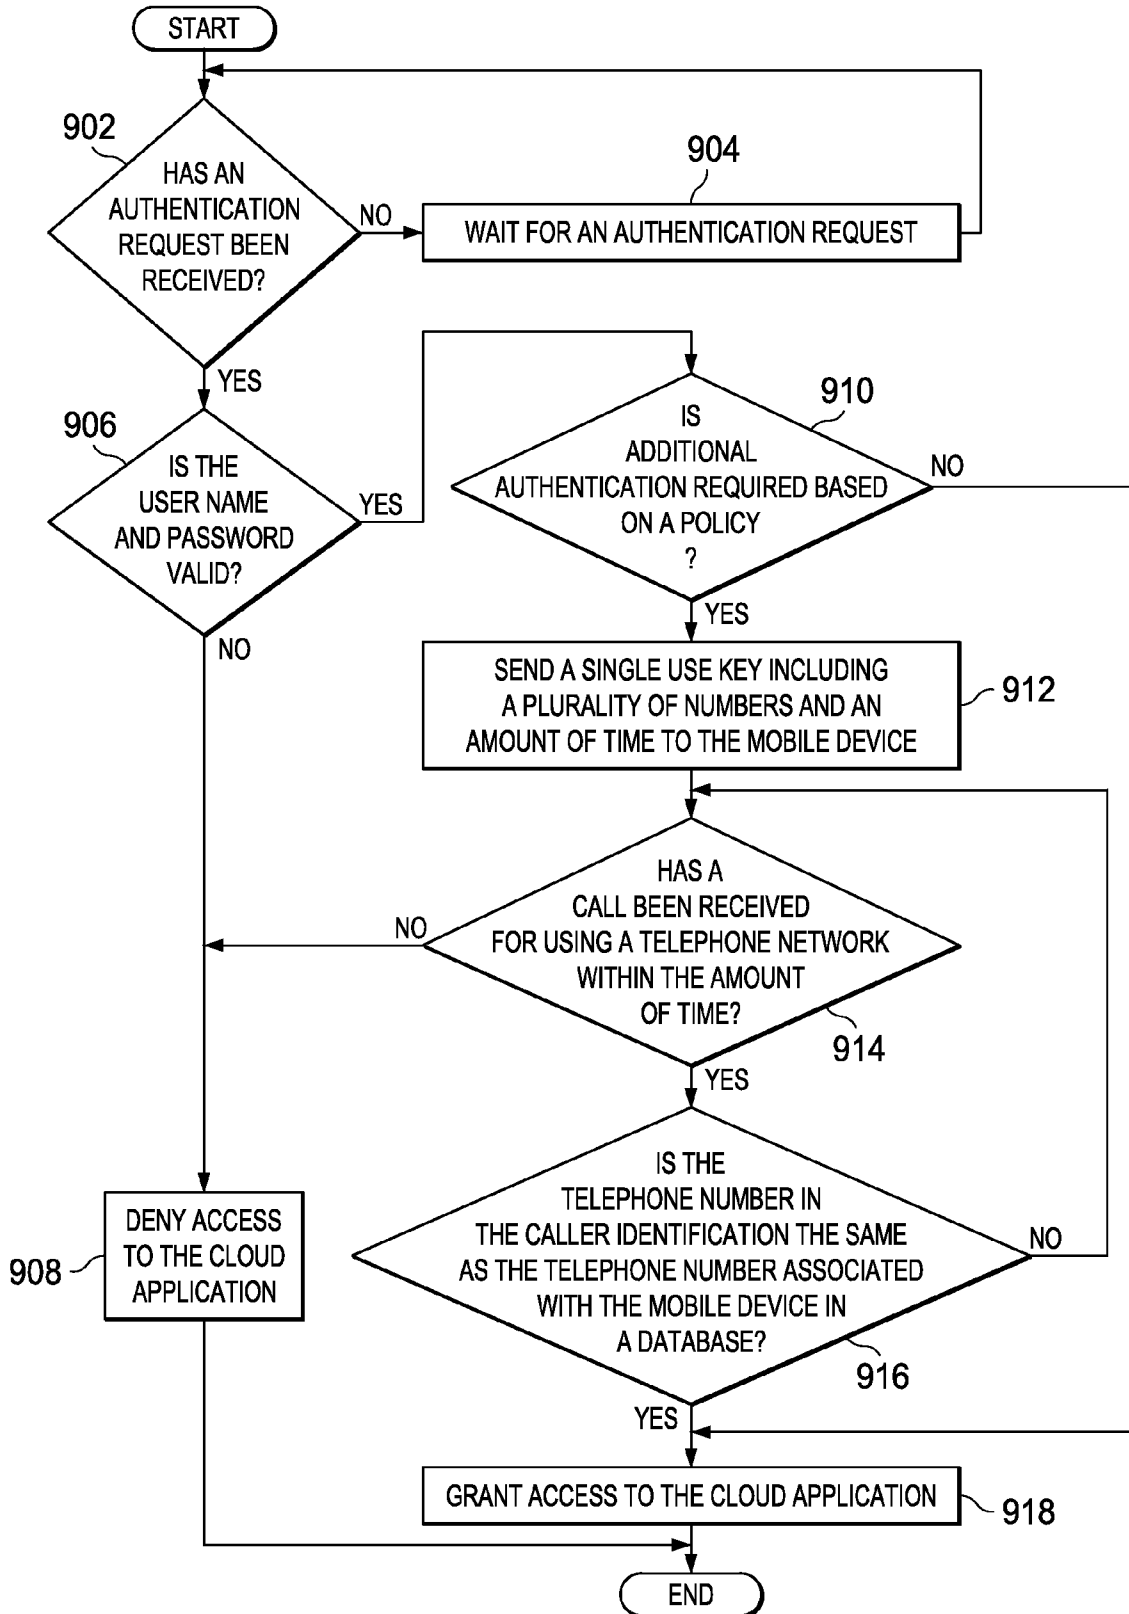 START
902
HAS AN
AUTHENTICATION
REQUEST BEEN
RECEIVED?
NO
904
WAIT FOR AN AUTHENTICATION REQUEST
YES
906
IS THE
USER NAME
AND PASSWORD
VALID?
YES
NO
910
IS
ADDITIONAL
AUTHENTICATION REQUIRED BASED
ON A POLICY
?
NO
YES
SEND A SINGLE USE KEY INCLUDING
A PLURALITY OF NUMBERS AND AN
AMOUNT OF TIME TO THE MOBILE DEVICE
912
HAS A
CALL BEEN RECEIVED
FOR USING A TELEPHONE NETWORK
WITHIN THE AMOUNT
OF TIME?
NO
914
YES
IS THE
TELEPHONE NUMBER IN
THE CALLER IDENTIFICATION THE SAME
AS THE TELEPHONE NUMBER ASSOCIATED
WITH THE MOBILE DEVICE IN
A DATABASE?
NO
916
YES
DENY ACCESS
TO THE CLOUD
APPLICATION
908
GRANT ACCESS TO THE CLOUD APPLICATION
918
END